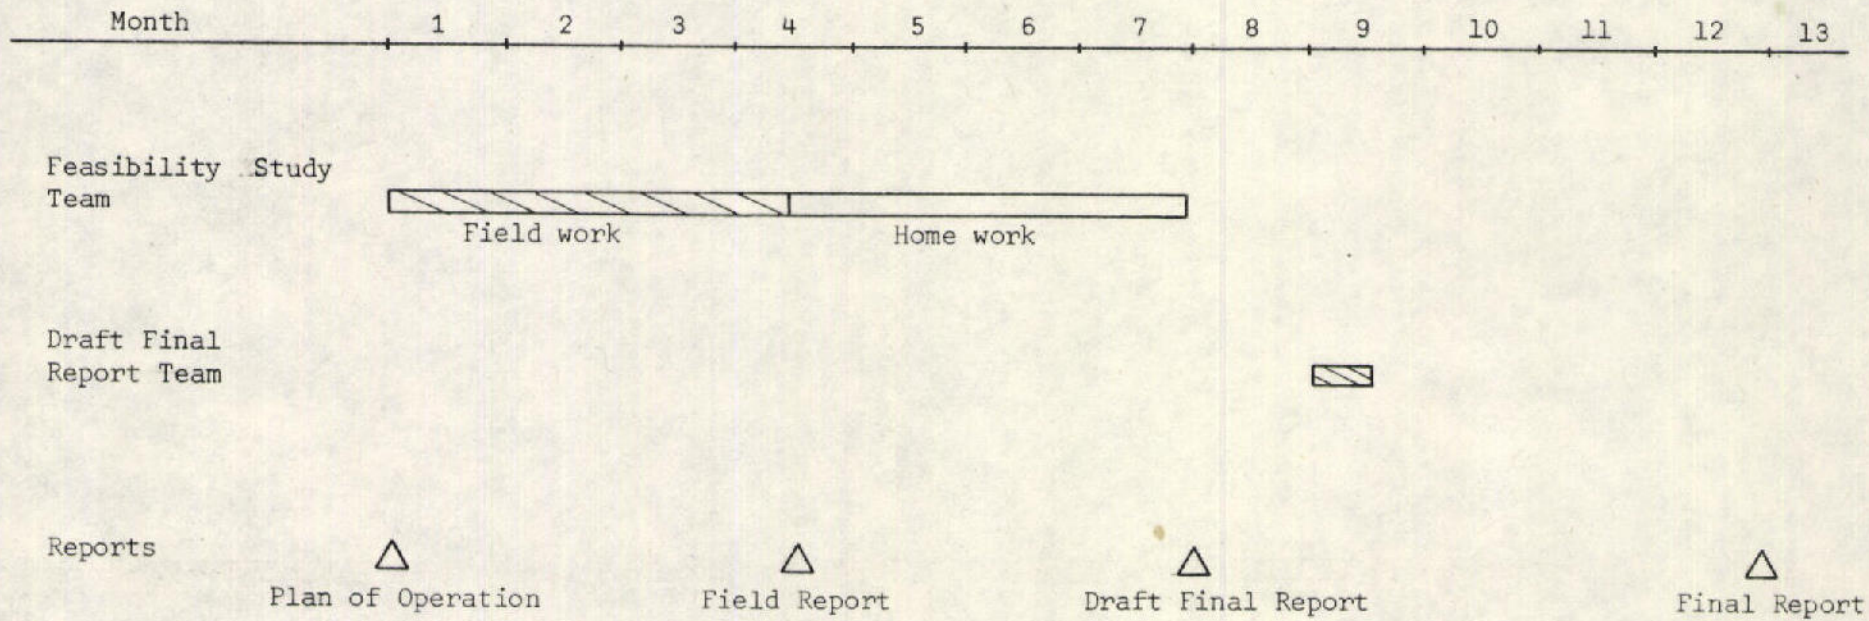 Month 1 2 3 4 5 6 7 8 9 10 11 12 13
Feasibility Study
Team
Field work Home work
Draft Final
Report Team
Reports
Plan of Operation Field Report Draft Final Report Final Report